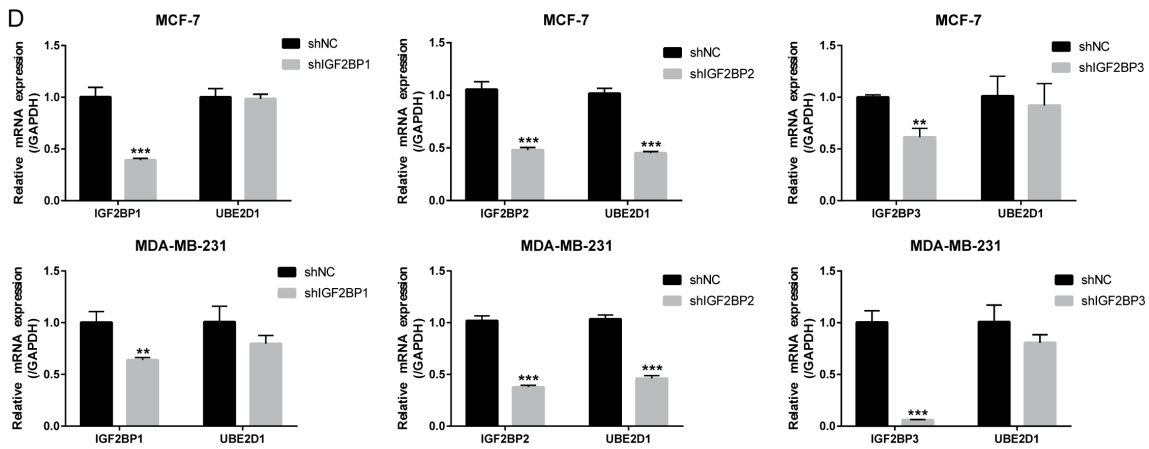 D
MCF-7
Relative mRNA expression
(/GAPDH)
1.5
1.0
0.5
0.0
shNC
shIGF2BP1
***
IGF2BP1
UBE2D1
MCF-7
Relative mRNA expression
(/GAPDH)
1.5
1.0
0.5
0.0
shNC
shIGF2BP2
***
***
IGF2BP2
UBE2D1
MCF-7
Relative mRNA expression
(/GAPDH)
1.5
1.0
0.5
0.0
shNC
shIGF2BP3
**
IGF2BP3
UBE2D1
MDA-MB-231
Relative mRNA expression
(/GAPDH)
1.5
1.0
0.5
0.0
shNC
shIGF2BP1
**
IGF2BP1
UBE2D1
MDA-MB-231
Relative mRNA expression
(/GAPDH)
1.5
1.0
0.5
0.0
shNC
shIGF2BP2
***
***
IGF2BP2
UBE2D1
MDA-MB-231
Relative mRNA expression
(/GAPDH)
1.5
1.0
0.5
0.0
shNC
shIGF2BP3
***
IGF2BP3
UBE2D1